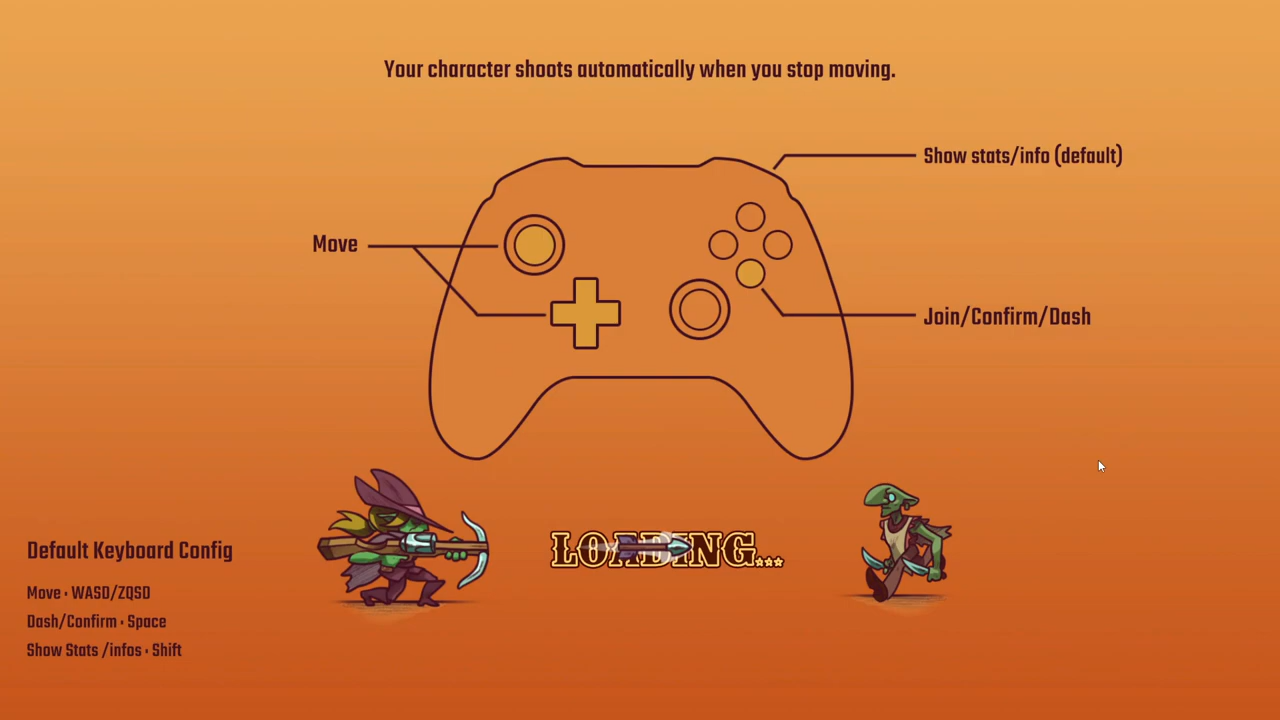 Your character shoots automatically when you stop moving.
Show stats/info (default)
Move
Join/Confirm/Dash
LOADING...
Default Keyboard Config
Move • WASD/ZQSD
Dash/Confirm • Space
Show Stats /infos • Shift